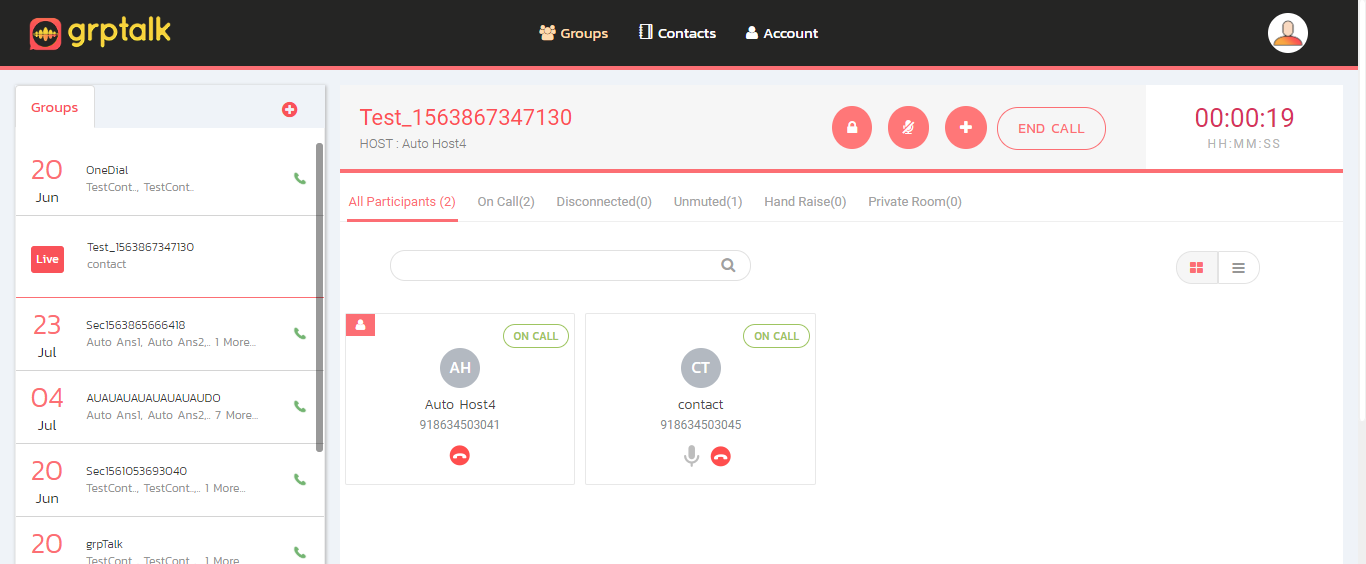 grptalk
Groups
Contacts
Account
Groups
20
Jun
OneDial
TestCont.., TestCont..
Live
Test_1563867347130
contact
23
Jul
Sec1563865666418
Auto Ans1, Auto Ans2,.. 1 More...
04
Jul
AUAUAUAUAUAUAUAUDO
Auto Ans1, Auto Ans2,.. 7 More...
20
Jun
Sec1561053693040
TestCont.., TestCont..,.. 1 More...
20
grpTalk
TestCont.., TestCont..,.. 1 More...
Test_1563867347130
HOST : Auto Host4
END CALL
00:00:19
HH:MM:SS
All Participants (2)
On Call(2)
Disconnected(0)
Unmuted(1)
Hand Raise(0)
Private Room(0)
ON CALL
AH
Auto Host4
918634503041
ON CALL
CT
contact
918634503045